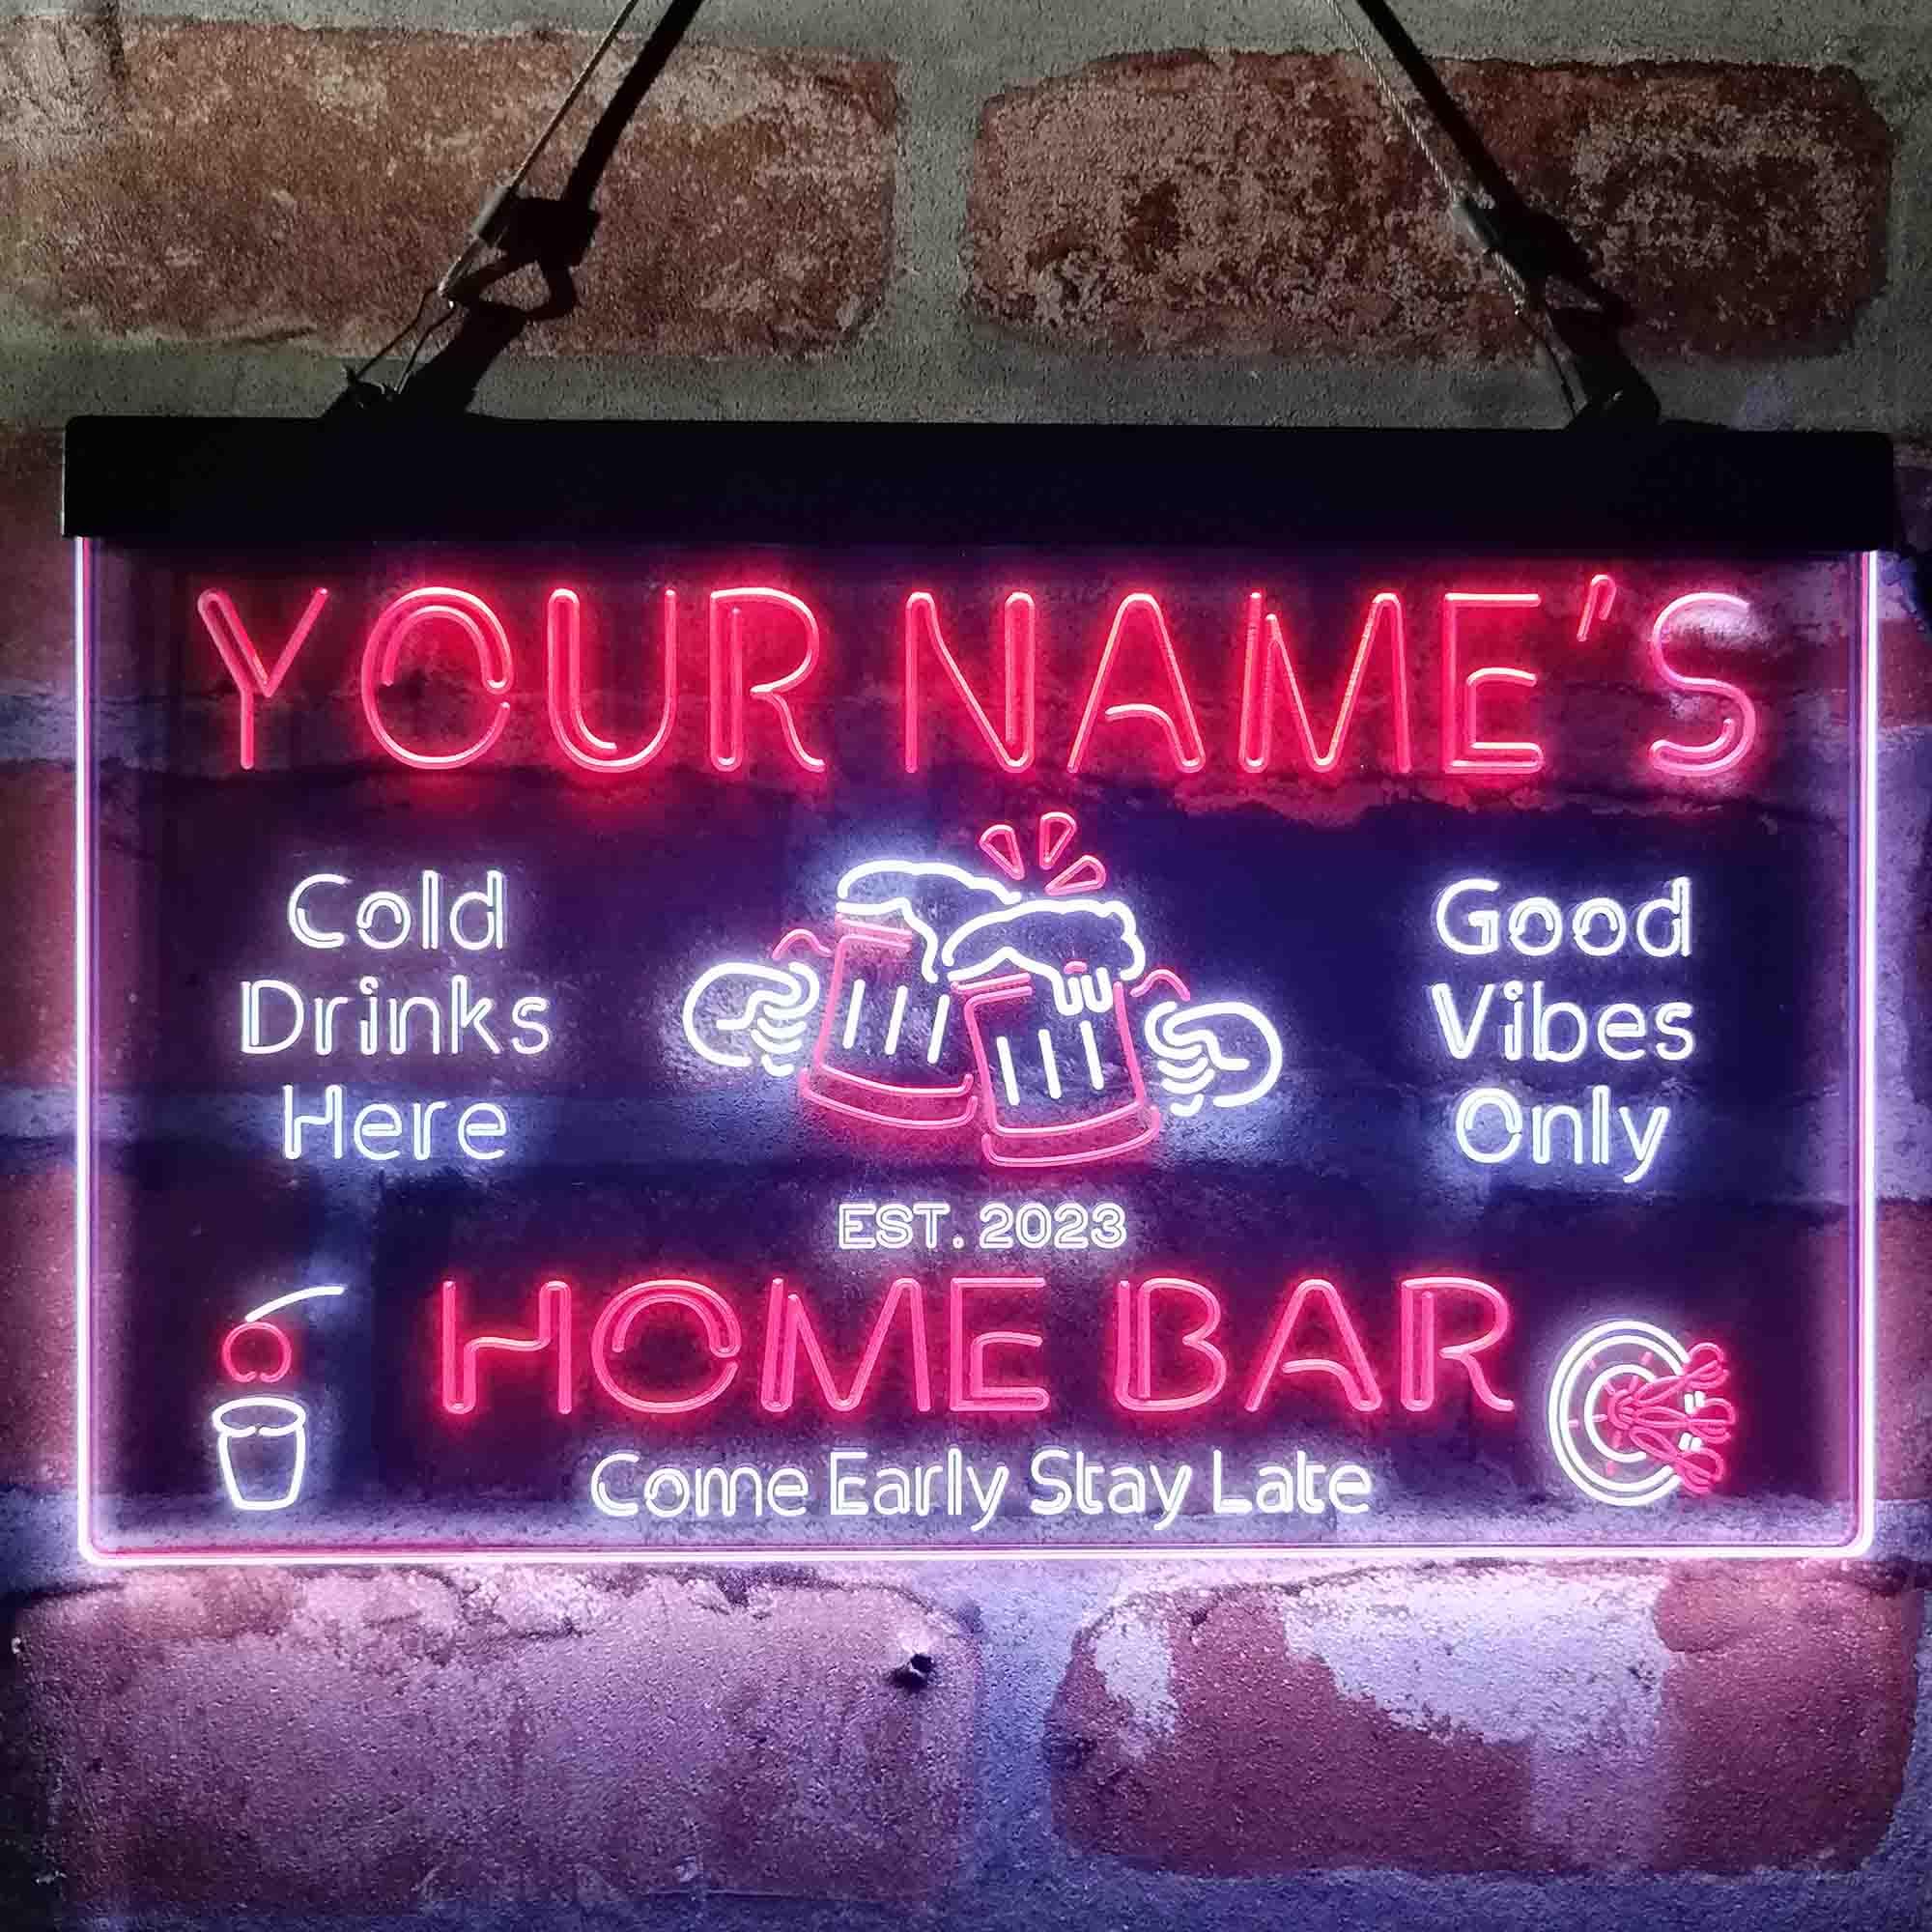 YOUR NAME'S
Cold
Drinks
Here
Good
Vibes
Only
EST. 2023
HOME BAR
Come Early Stay Late